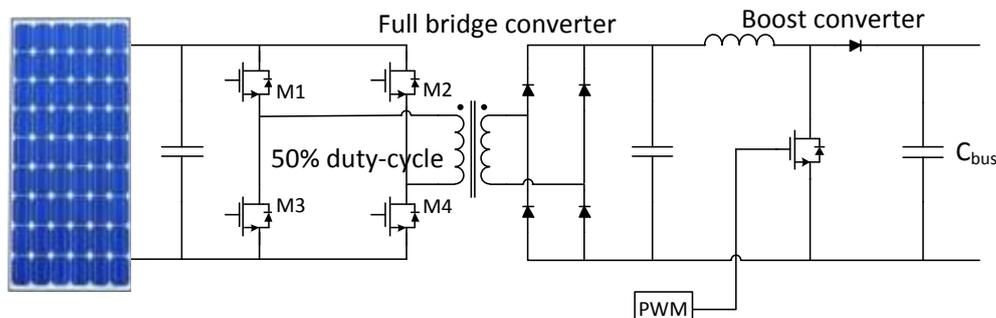 Full bridge converter
Boost converter
M1
M2
50% duty-cycle
C_bus
M3
M4
PWM